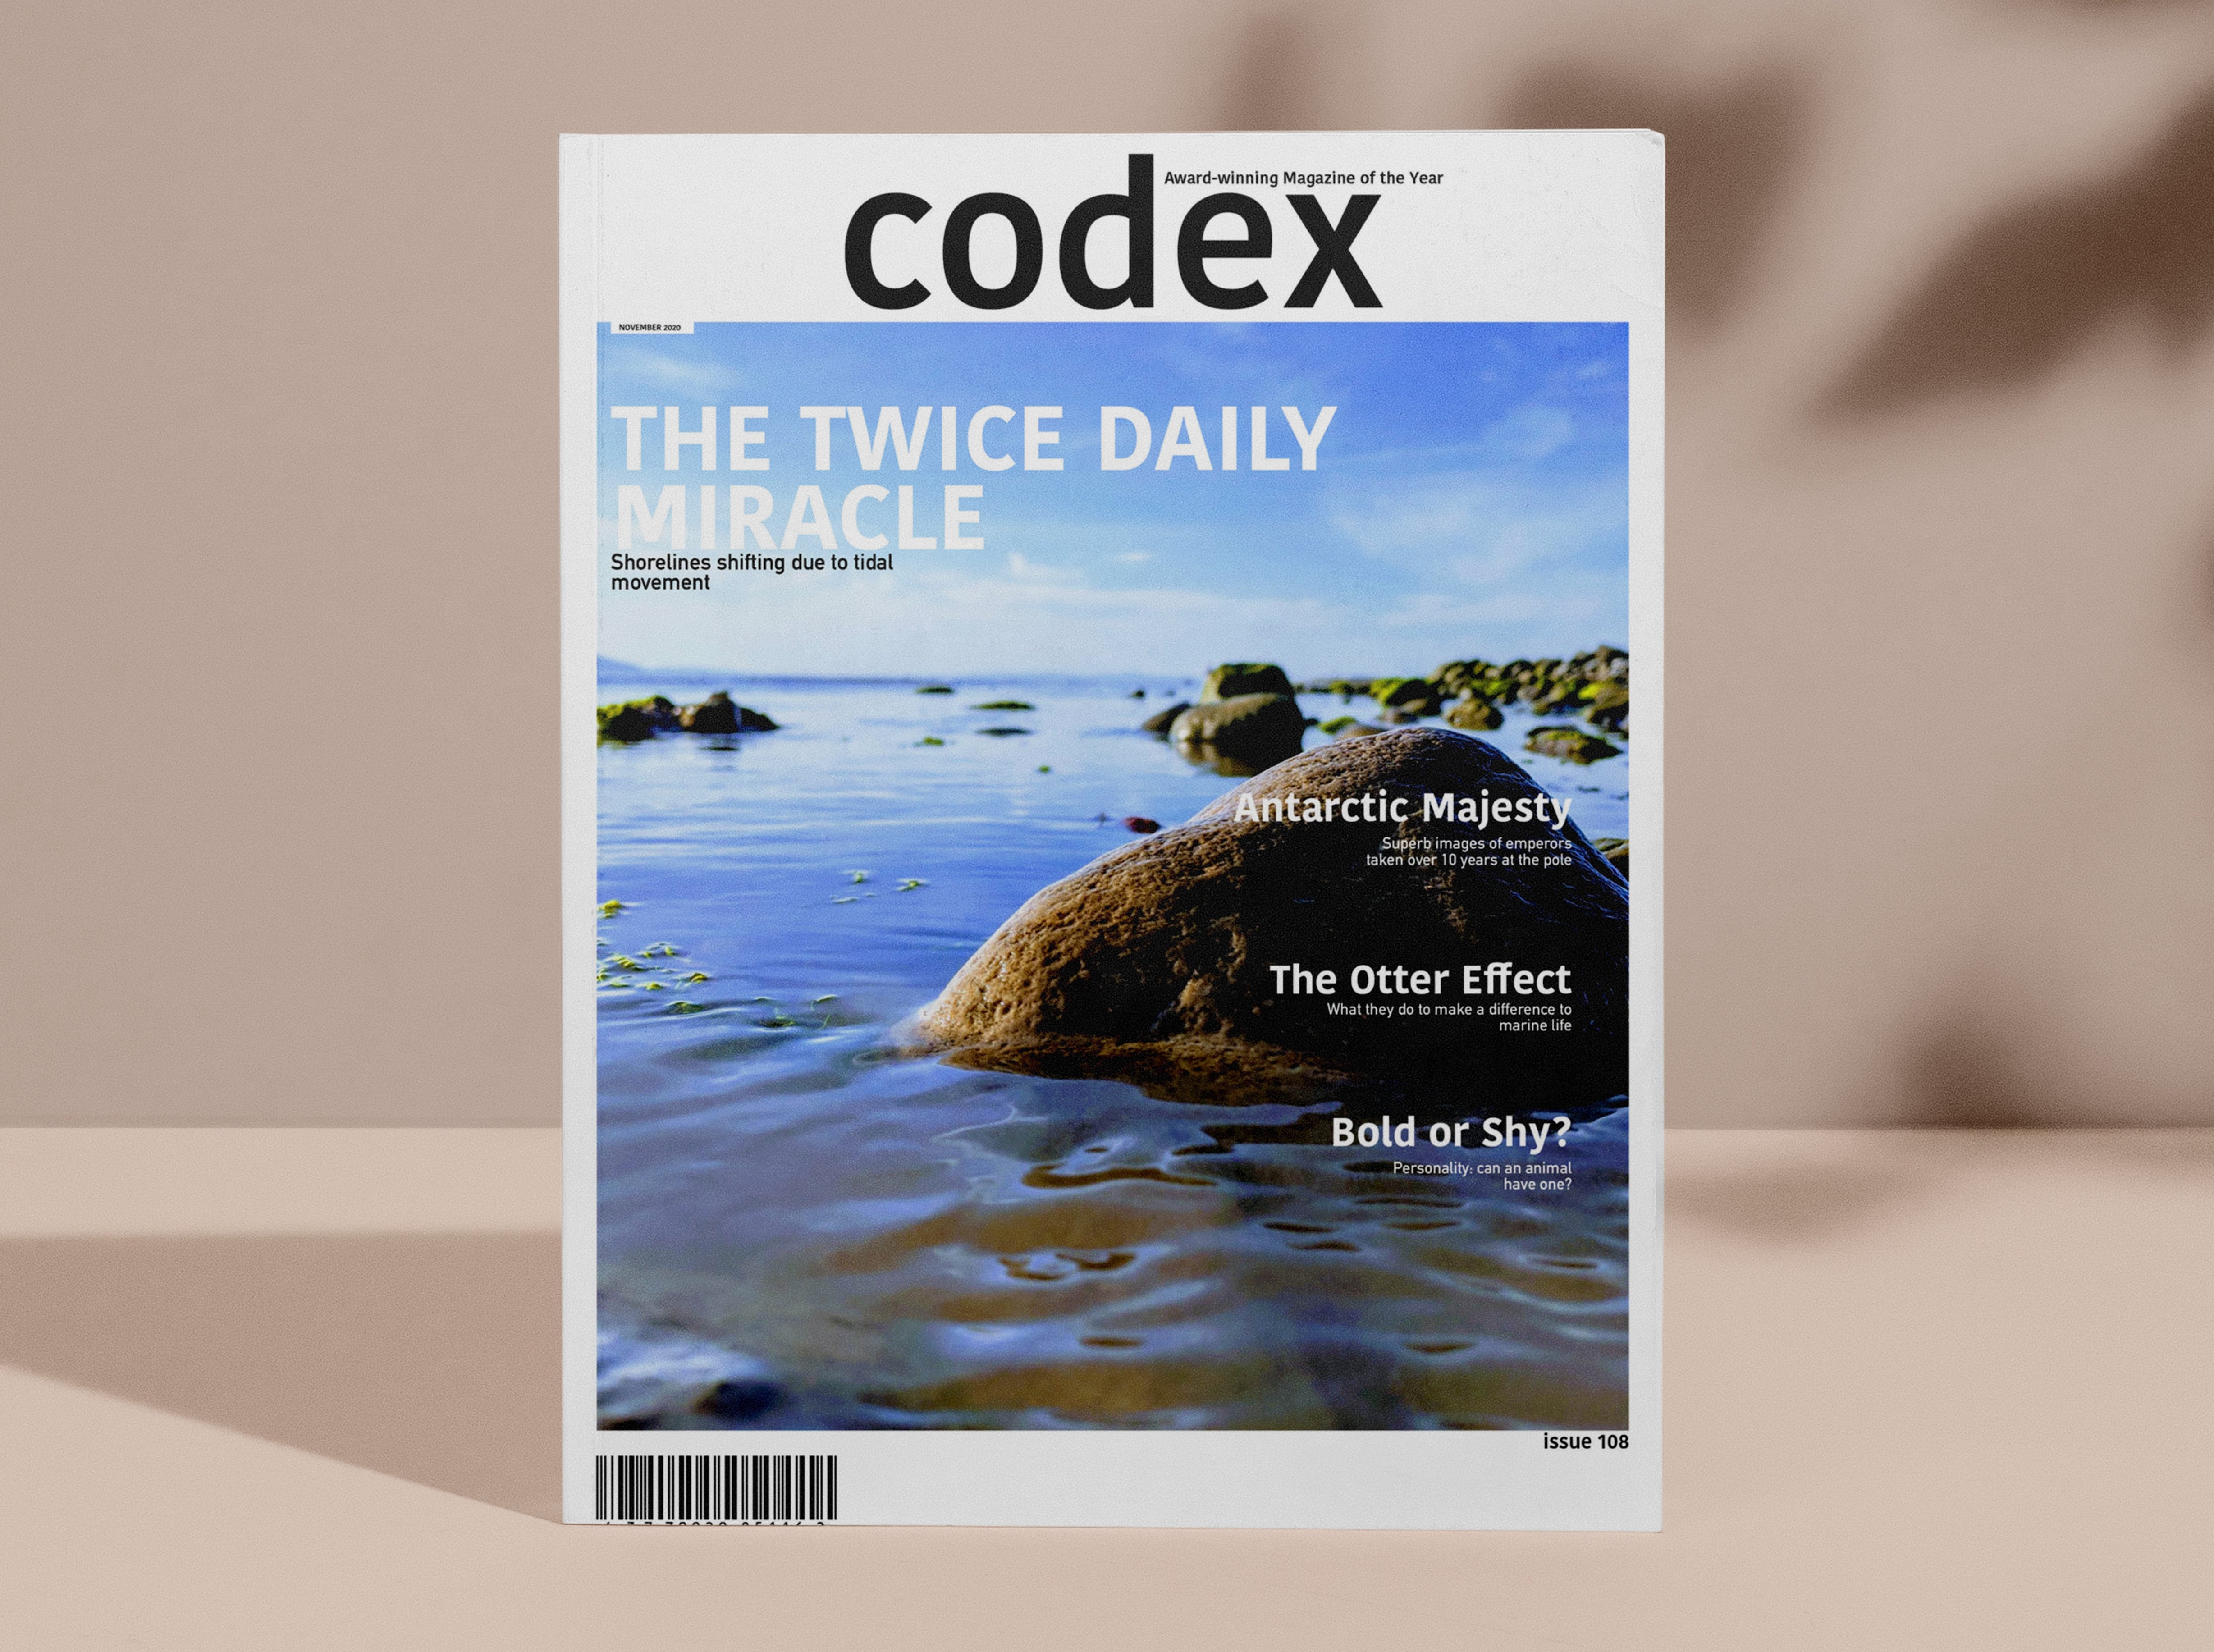 Award-winning Magazine of the Year
codex
NOVEMBER 2020
THE TWICE DAILY
MIRACLE
Shorelines shifting due to tidal
movement
Antarctic Majesty
Superb images of emperors
taken over 10 years at the pole
The Otter Effect
What they do to make a difference to
marine life
Bold or Shy?
Personality: can an animal
have one?
issue 108